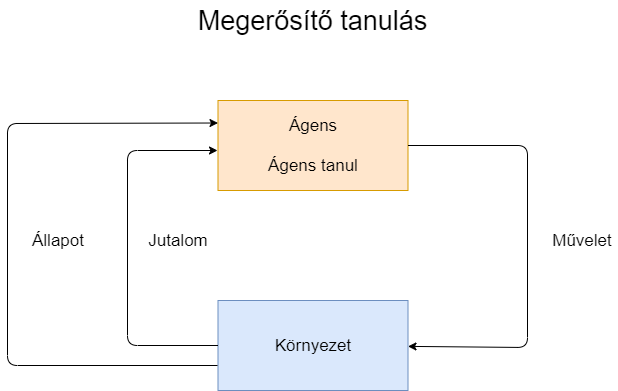 Megerősítő tanulás
Ágens
Ágens tanul
Állapot
Jutalom
Művelet
Környezet